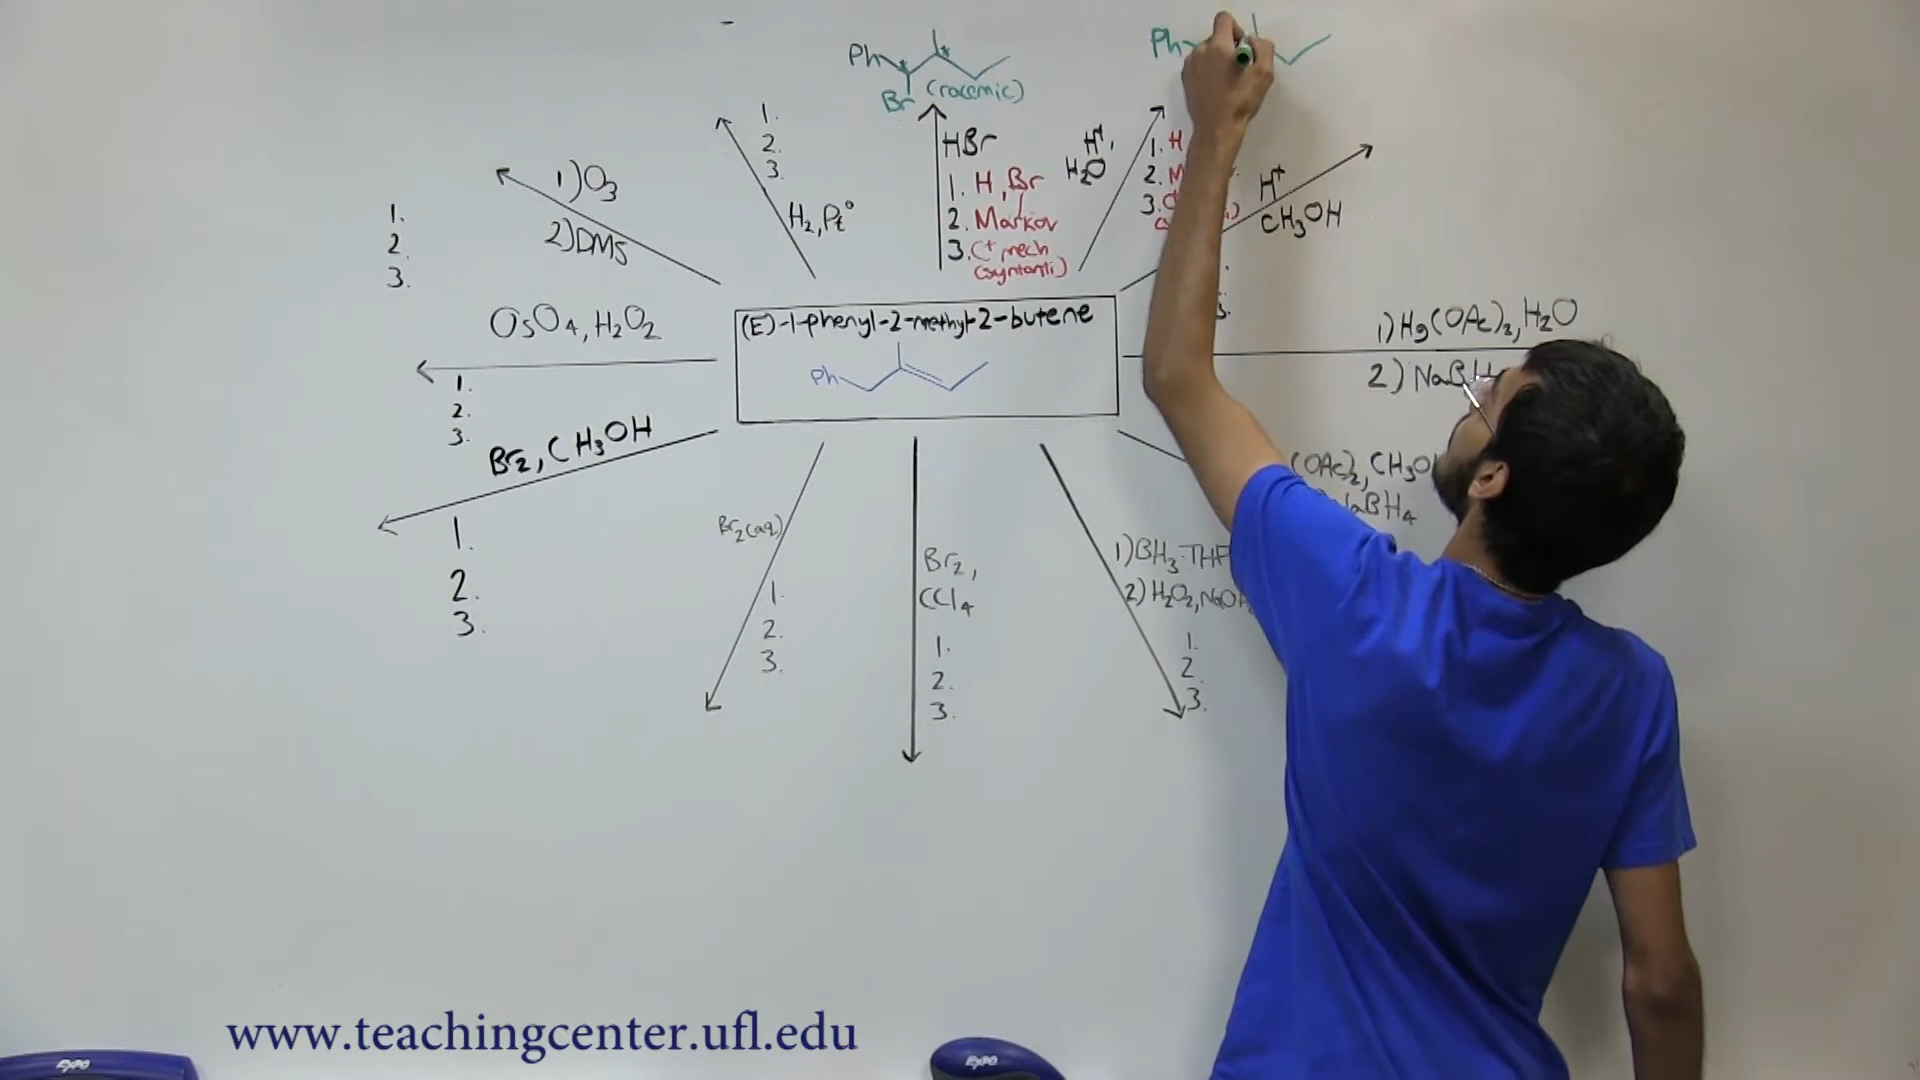 Ph
Br (racemic)
Ph
1.
2.
3.
H₂, Pt°
HBr
1. H, Br
2. Markov
3. C⁺ mech
(syn+anti)
H⁺,
H₂O
1. H
2. M
3.
H⁺
CH₃OH
3.
1) O₃
2) DMS
1.
2.
3.
OsO₄, H₂O₂
1.
2.
3.
(E)-1-phenyl-2-methyl-2-butene
Ph
1) Hg(OAc)₂, H₂O
2) NaBH₄
Br₂, CH₃OH
1.
2.
3.
(OAc)₂, CH₃OH
NaBH₄
Br₂(aq)
1.
2.
3.
Br₂,
CCl₄
1.
2.
3.
1) BH₃·THF
2) H₂O₂, NaOH
1.
2
3.
www.teachingcenter.ufl.edu
Expo
Expo